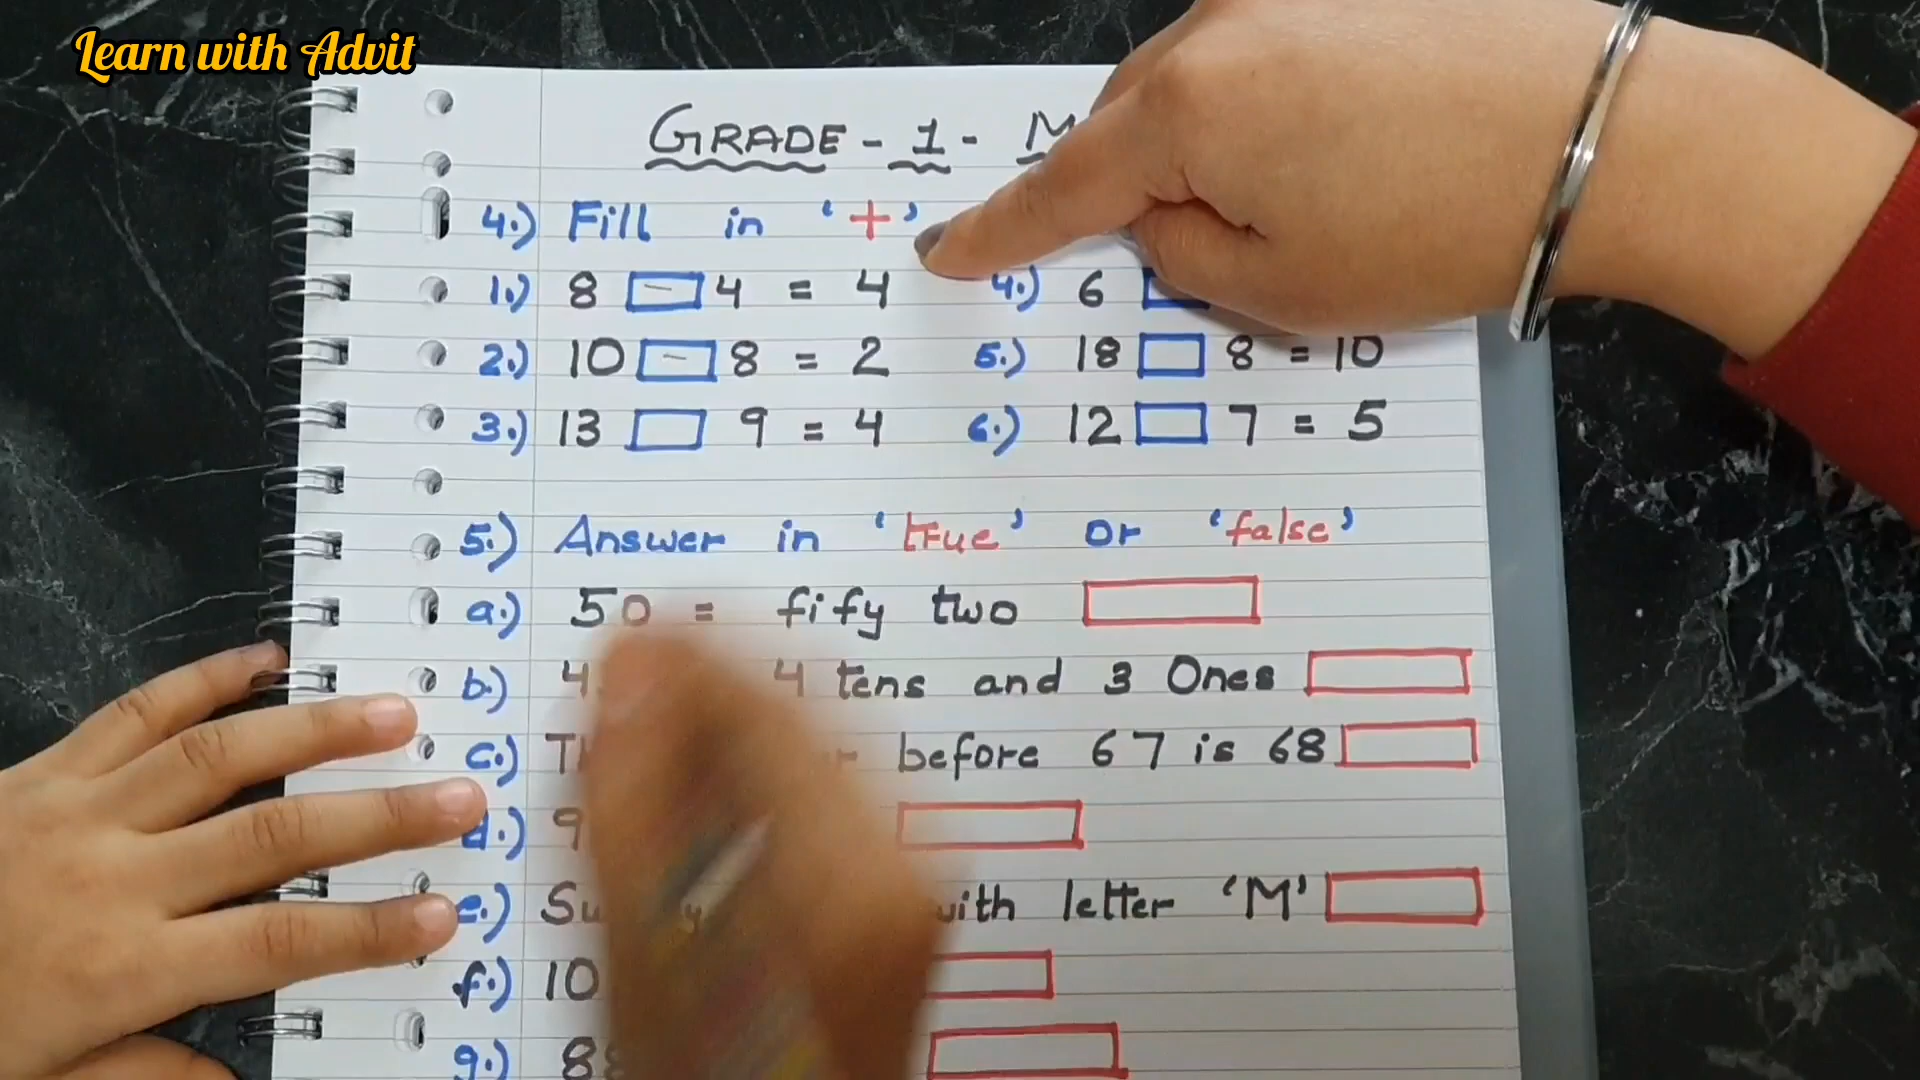 Learn with Advit
GRADE - 1 -
4.) Fill in '+'
1.) 8 - 4 = 4 4.) 6
2.) 10 - 8 = 2 5.) 18 8 = 10
3.) 13 9 = 4 6.) 12 7 = 5
5.) Answer in 'true' or 'false'
a.) 50 = fify two
b.) 4 tens and 3 Ones
c.) before 67 is 68
d.) 9
e.) with letter 'M'
f.) 10
g.)